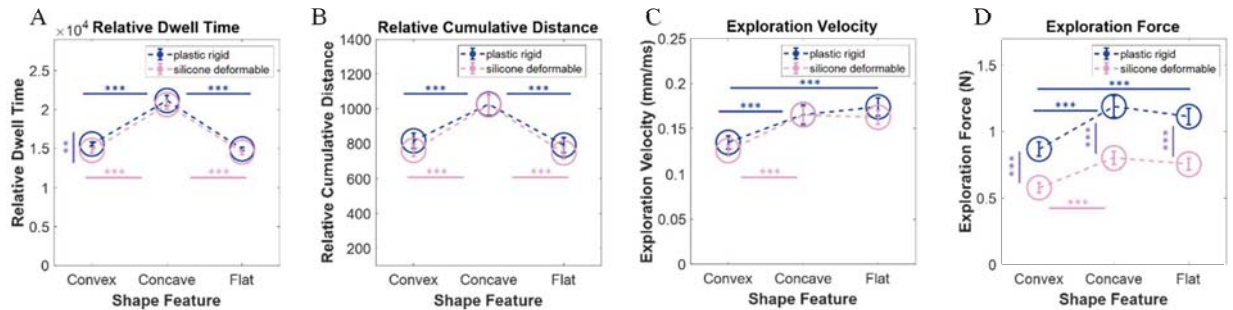 A
Relative Dwell Time
×10⁴
plastic rigid
silicone deformable
2.5
2
1.5
1
0.5
0
Relative Dwell Time
***
***
**
***
***
Convex
Concave
Flat
Shape Feature
B
Relative Cumulative Distance
plastic rigid
silicone deformable
1400
1200
1000
800
600
400
200
Relative Cumulative Distance
***
***
***
***
Convex
Concave
Flat
Shape Feature
C
Exploration Velocity
plastic rigid
silicone deformable
0.25
0.2
0.15
0.1
0.05
0
Exploration Velocity (mm/ms)
***
***
***
Convex
Concave
Flat
Shape Feature
D
Exploration Force
plastic rigid
silicone deformable
1.5
1
0.5
0
Exploration Force (N)
***
***
***
***
***
***
Convex
Concave
Flat
Shape Feature